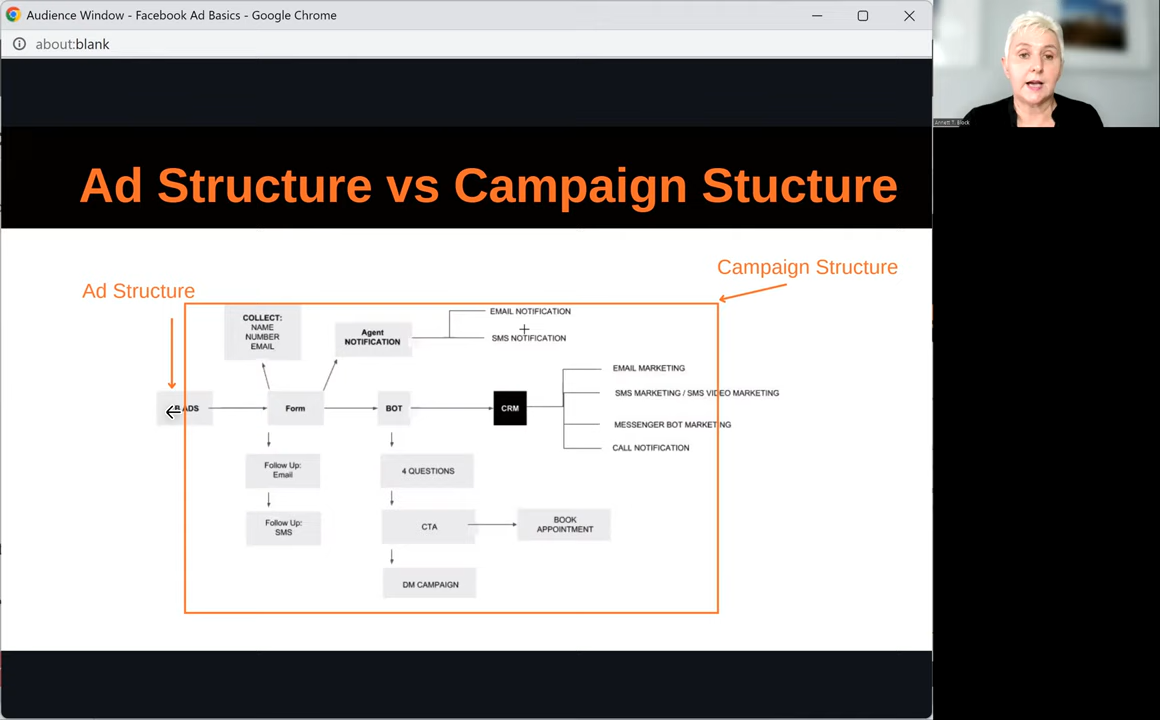 Audience Window - Facebook Ad Basics - Google Chrome
about:blank
Annett T. Block
Ad Structure vs Campaign Stucture
Campaign Structure
Ad Structure
COLLECT:
NAME
NUMBER
EMAIL
Agent
NOTIFICATION
EMAIL NOTIFICATION
SMS NOTIFICATION
EMAIL MARKETING
SMS MARKETING / SMS VIDEO MARKETING
MESSENGER BOT MARKETING
CALL NOTIFICATION
ADS
Form
BOT
CRM
Follow Up:
Email
4 QUESTIONS
Follow Up:
SMS
CTA
BOOK
APPOINTMENT
DM CAMPAIGN